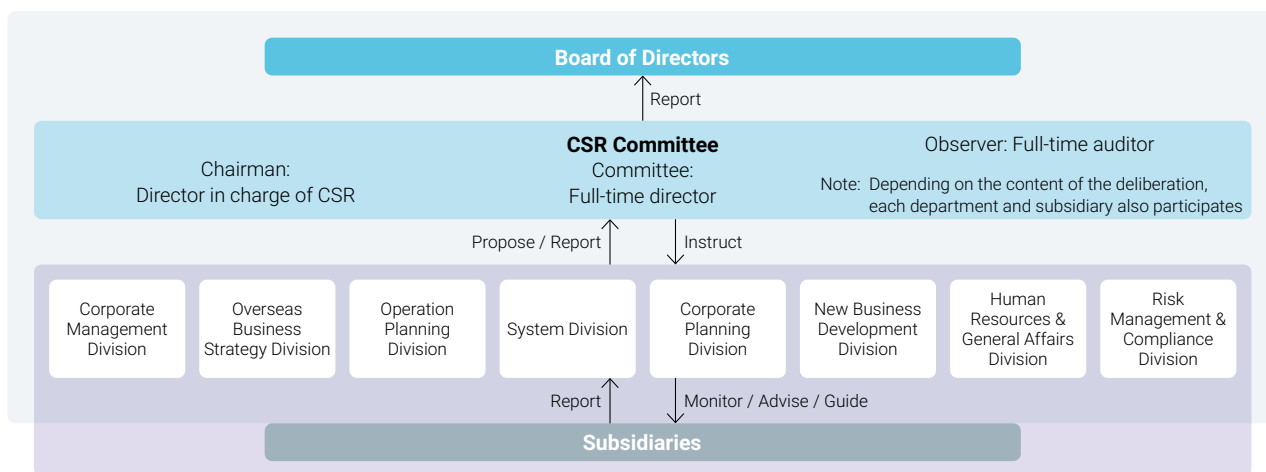 Board of Directors
Report
CSR Committee
Chairman:
Director in charge of CSR
Committee:
Full-time director
Observer: Full-time auditor
Note: Depending on the content of the deliberation,
each department and subsidiary also participates
Propose / Report
Instruct
Corporate
Management
Division
Overseas
Business
Strategy Division
Operation
Planning
Division
System Division
Corporate
Planning
Division
New Business
Development
Division
Human
Resources &
General Affairs
Division
Risk
Management &
Compliance
Division
Report
Monitor / Advise / Guide
Subsidiaries